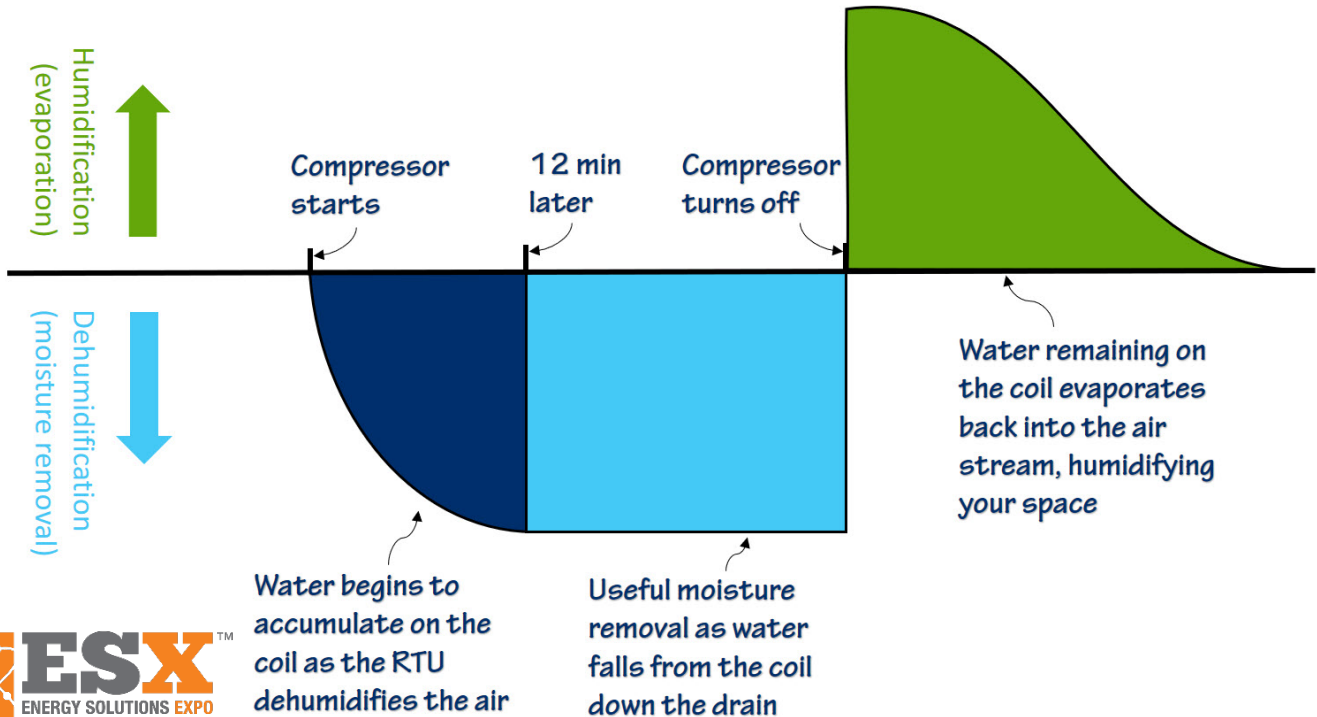 Humidification
(evaporation)
Compressor
starts
12 min
later
Compressor
turns off
Dehumidification
(moisture removal)
Water remaining on
the coil evaporates
back into the air
stream, humidifying
your space
Water begins to
accumulate on the
coil as the RTU
dehumidifies the air
Useful moisture
removal as water
falls from the coil
down the drain
ESX™
ENERGY SOLUTIONS EXPO